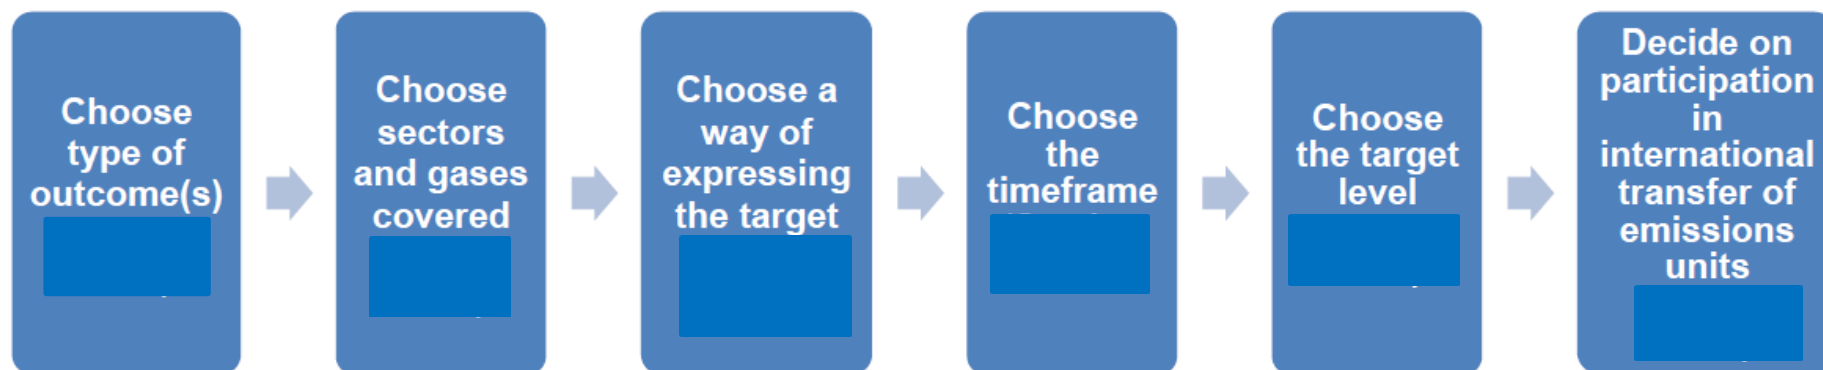 Choose
type of
outcome(s)
Choose
sectors
and gases
covered
Choose a
way of
expressing
the target
Choose
the
timeframe
Choose
the target
level
Decide on
participation
in
international
transfer of
emissions
units